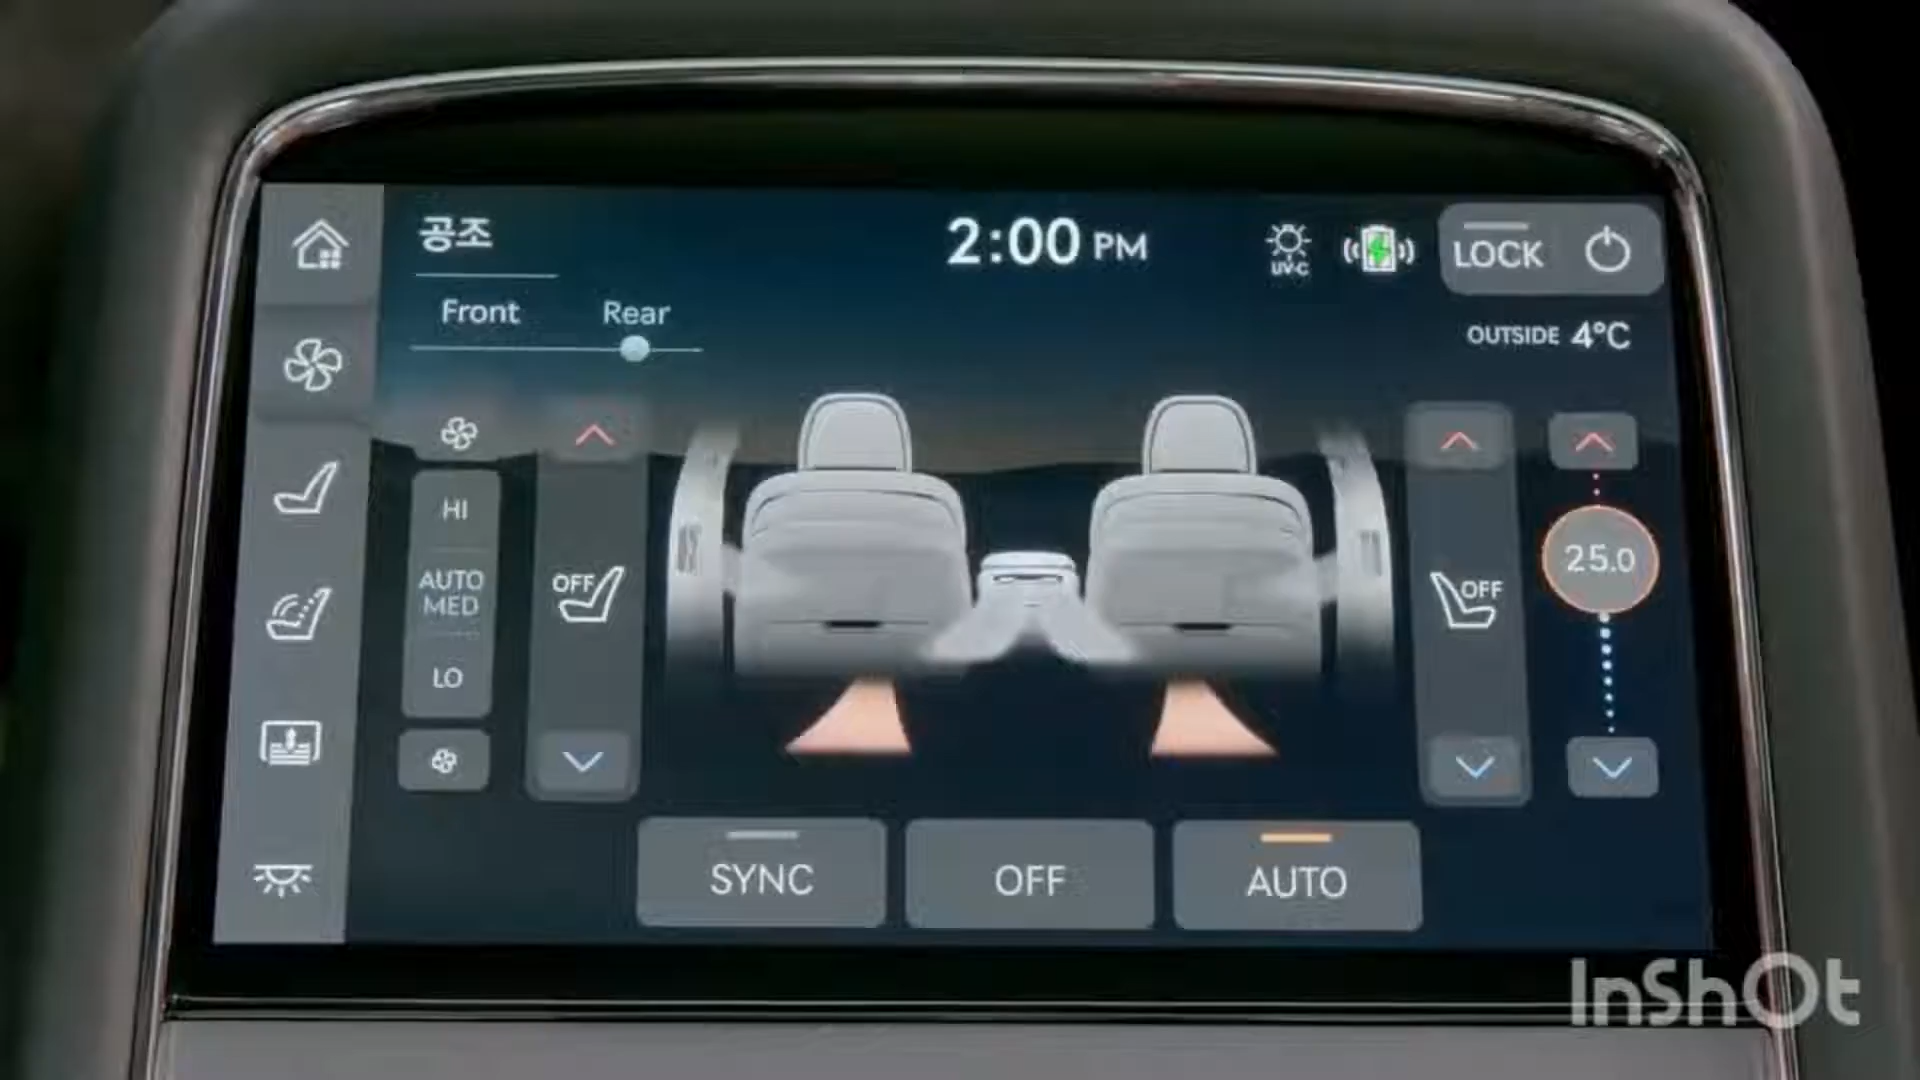 공조
2:00 PM
UV-C
LOCK
Front Rear
OUTSIDE 4°C
HI
AUTO
MED
LO
OFF
OFF
25.0
SYNC
OFF
AUTO
InShOt